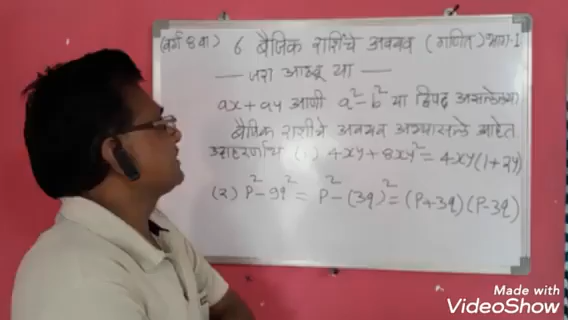 (वर्ग 8 वा) 6 बैजिक राशिंचे अवयव (गणित) भाग-1
— जरा आठवू या —
ax + ay आणी a² - b² या द्विपद असलेल्या
बैजिक राशीचे अवयव अभ्यासले आहेत
उदाहरणार्थ (1) 4xy + 8xy² = 4xy(1+2y)
(2) p² - 9q² = p² - (3q)² = (p+3q)(p-3q)
Made with
VideoShow